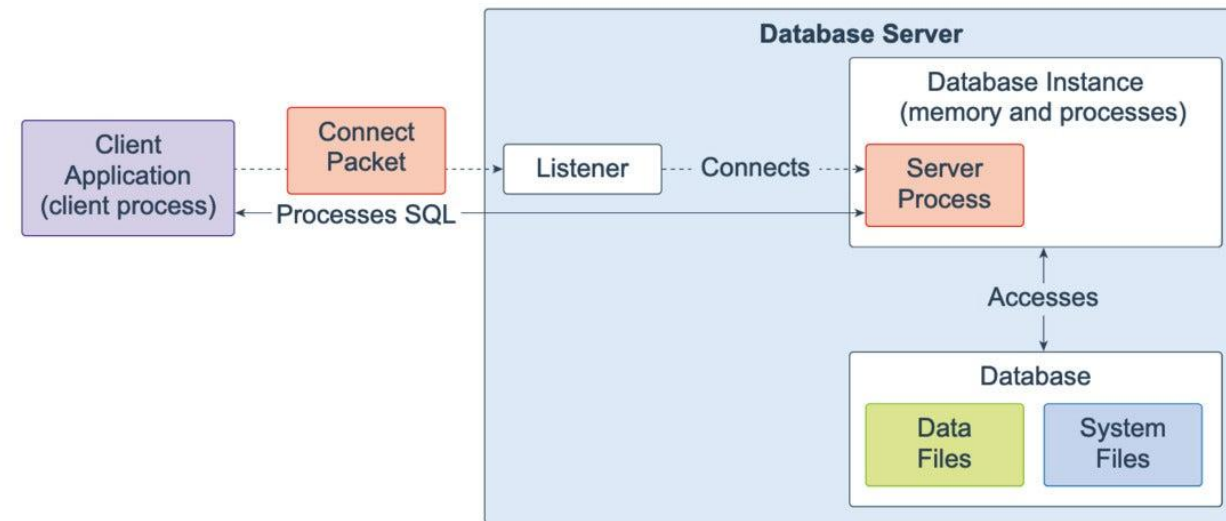 Database Server
Database Instance
(memory and processes)
Client
Application
(client process)
Connect
Packet
Listener
Connects
Server
Process
Processes SQL
Accesses
Database
Data
Files
System
Files